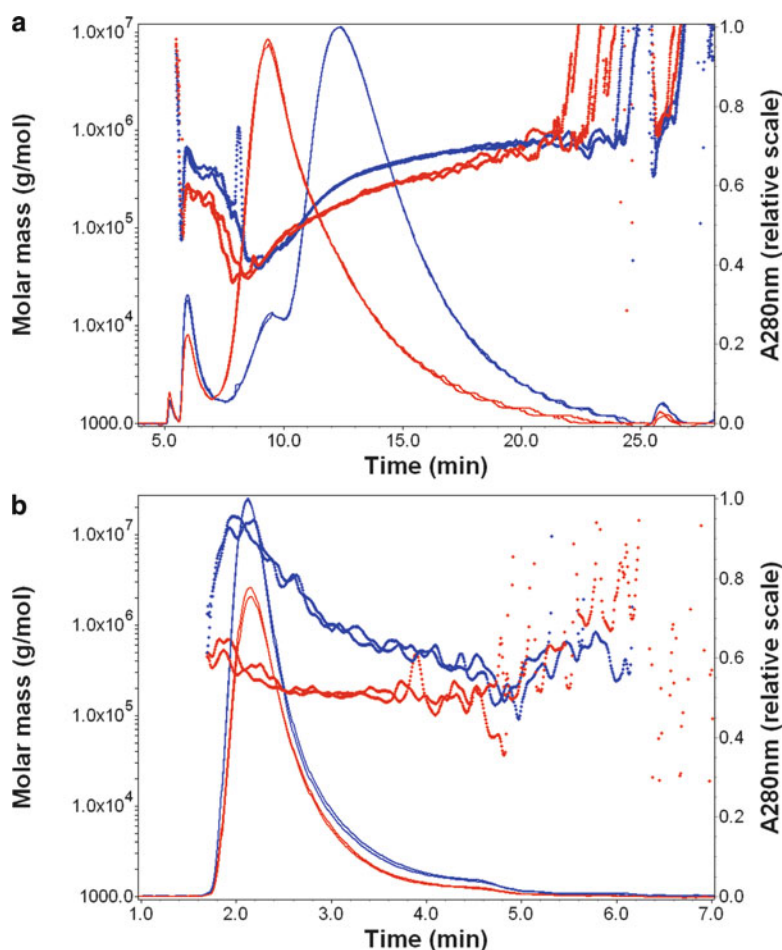 a
Molar mass (g/mol)
1.0x10⁷
1.0x10⁶
1.0x10⁵
1.0x10⁴
1000.0
5.0 10.0 15.0 20.0 25.0
Time (min)
1.0
0.8
0.6
0.4
0.2
0.0
A280nm (relative scale)
b
Molar mass (g/mol)
1.0x10⁷
1.0x10⁶
1.0x10⁵
1.0x10⁴
1000.0
1.0 2.0 3.0 4.0 5.0 6.0 7.0
Time (min)
1.0
0.8
0.6
0.4
0.2
0.0
A280nm (relative scale)